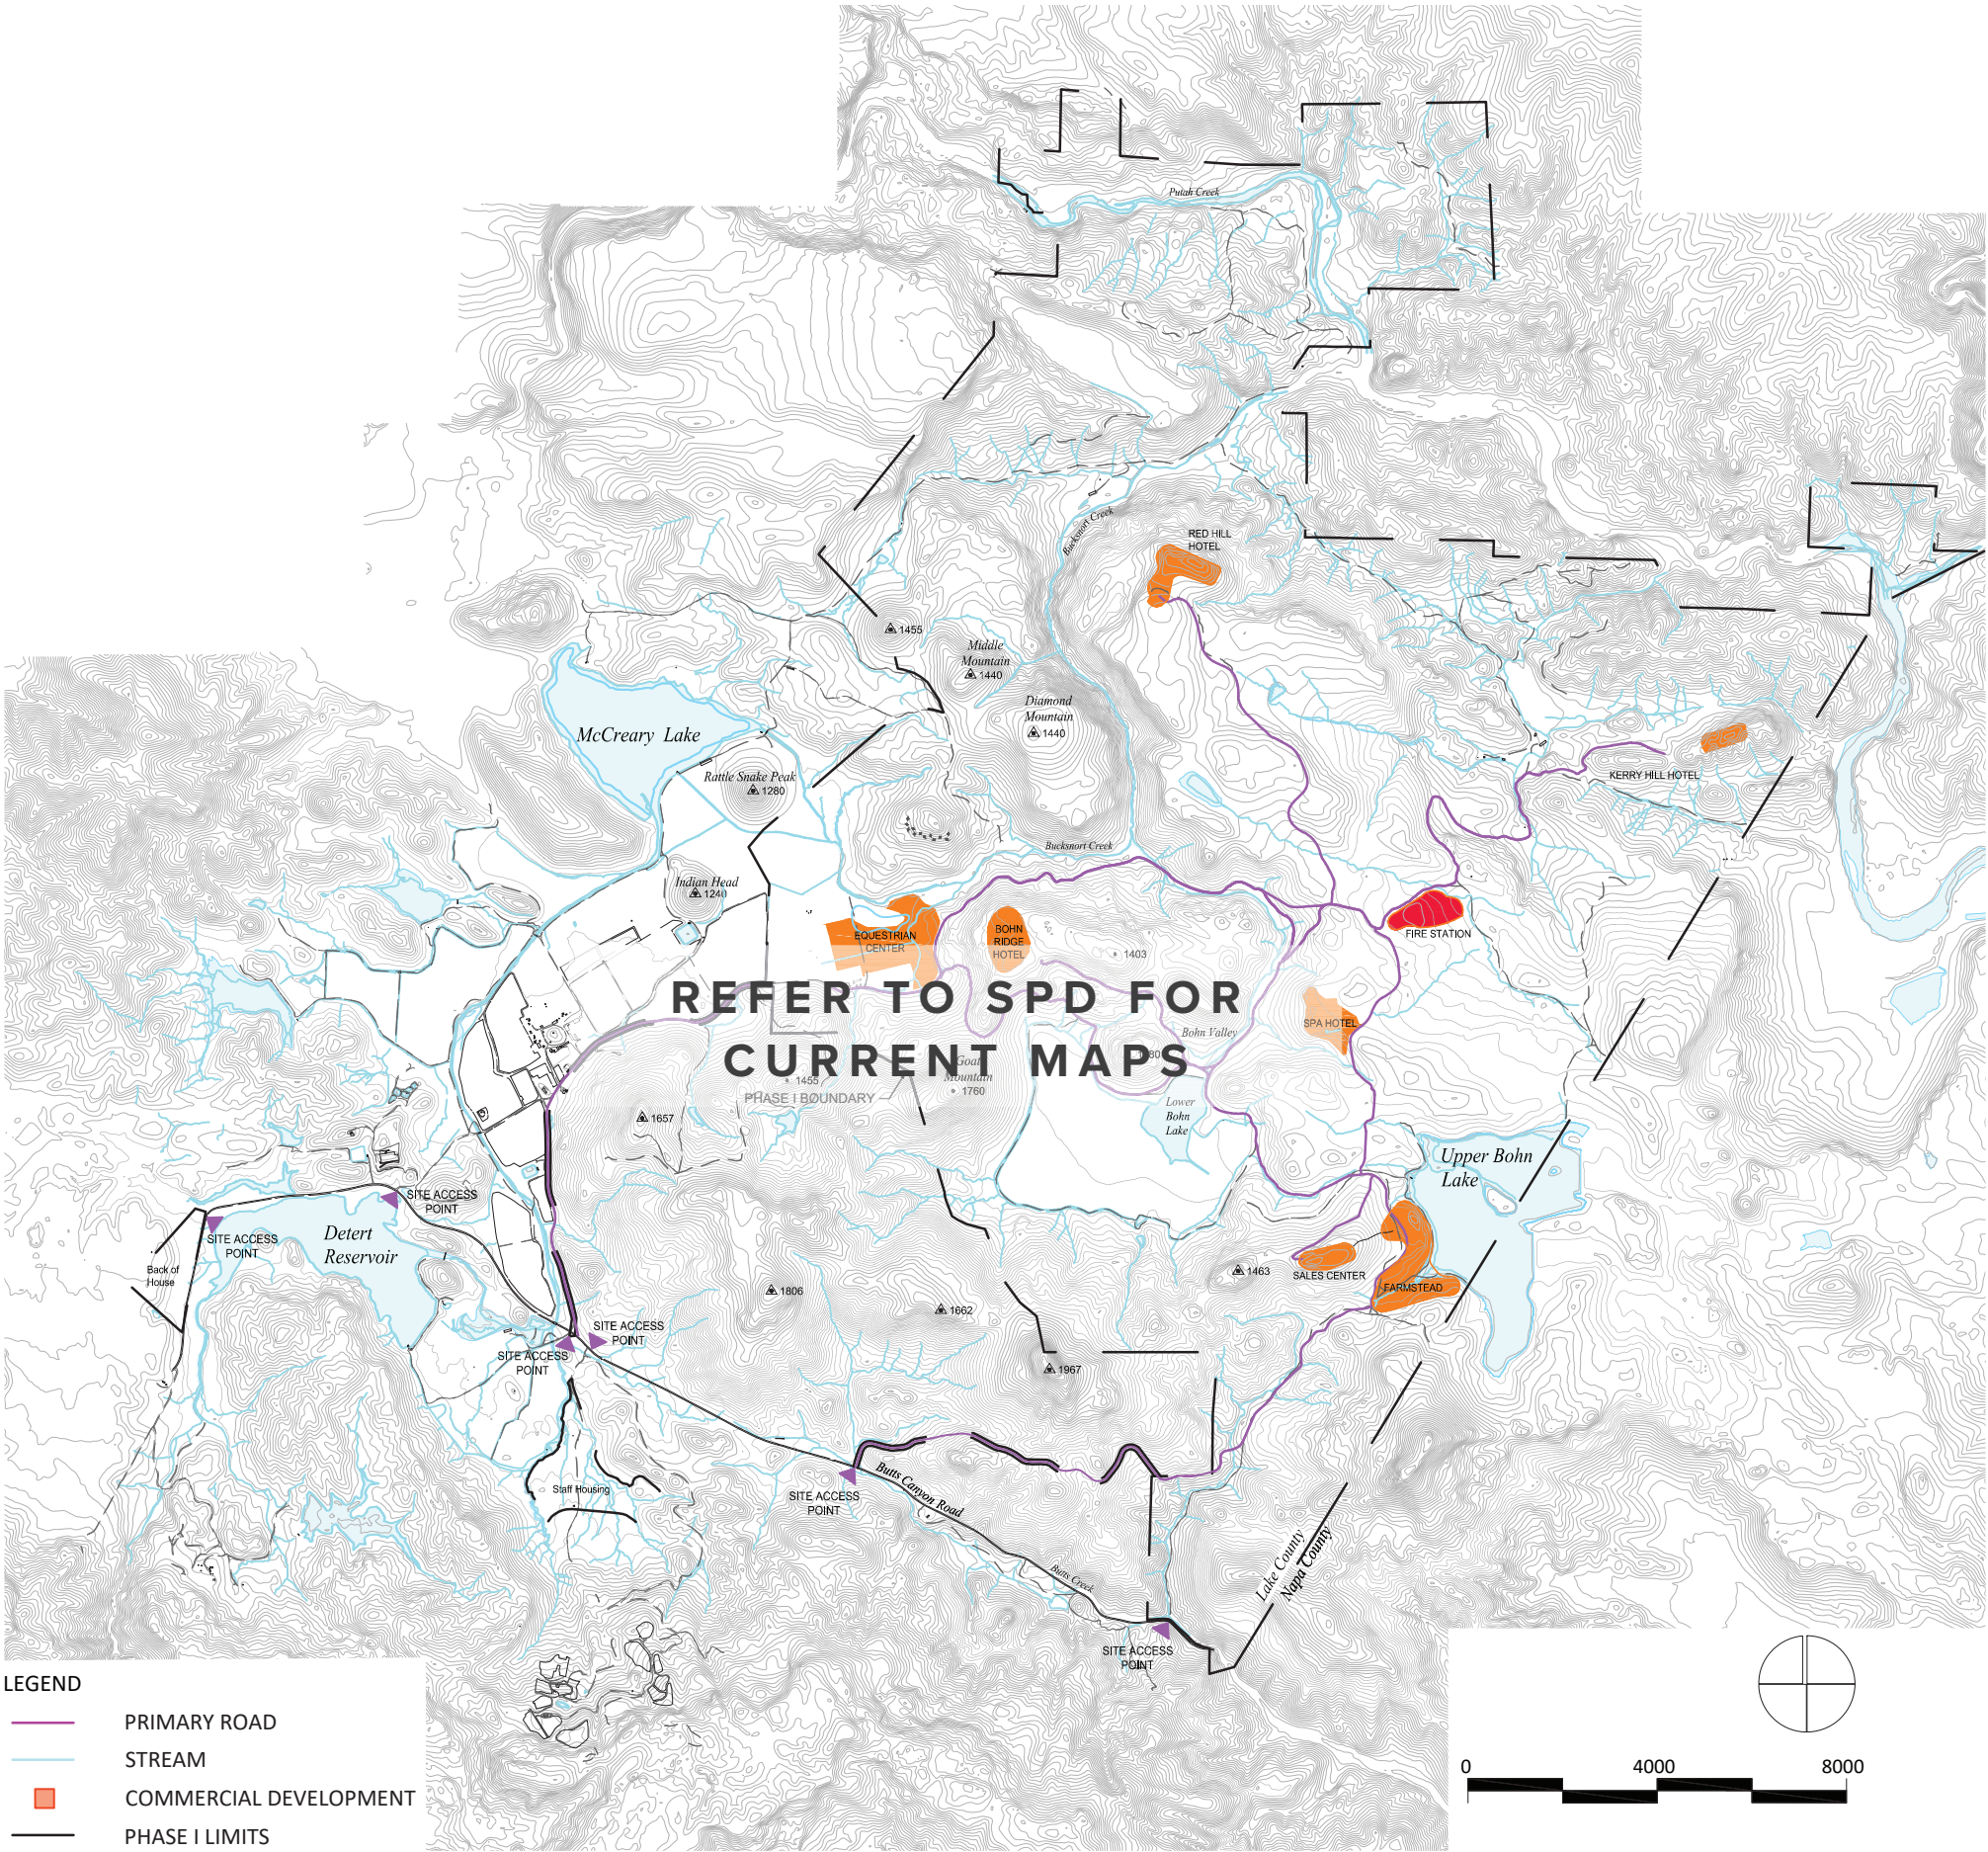 Putah Creek
Bucksnort Creek
RED HILL
HOTEL
1455
Middle
Mountain
1440
Diamond
Mountain
1440
McCreary Lake
Rattle Snake Peak
1280
KERRY HILL HOTEL
Bucksnort Creek
Indian Head
1240
EQUESTRIAN
CENTER
BOHN
RIDGE
HOTEL
1403
FIRE STATION
REFER TO SPD FOR
CURRENT MAPS
Bohn Valley
SPA HOTEL
Goat
Mountain
1760
1455
PHASE I BOUNDARY
1657
Lower
Bohn
Lake
Upper Bohn
Lake
SITE ACCESS
POINT
SITE ACCESS
POINT
Detert
Reservoir
Back of
House
1463
SALES CENTER
FARMSTEAD
1806
1662
SITE ACCESS
POINT
SITE ACCESS
POINT
1967
Staff Housing
SITE ACCESS
POINT
Butts Canyon Road
Butts Creek
Lake County
Napa County
SITE ACCESS
POINT
LEGEND
PRIMARY ROAD
STREAM
COMMERCIAL DEVELOPMENT
PHASE I LIMITS
0 4000 8000